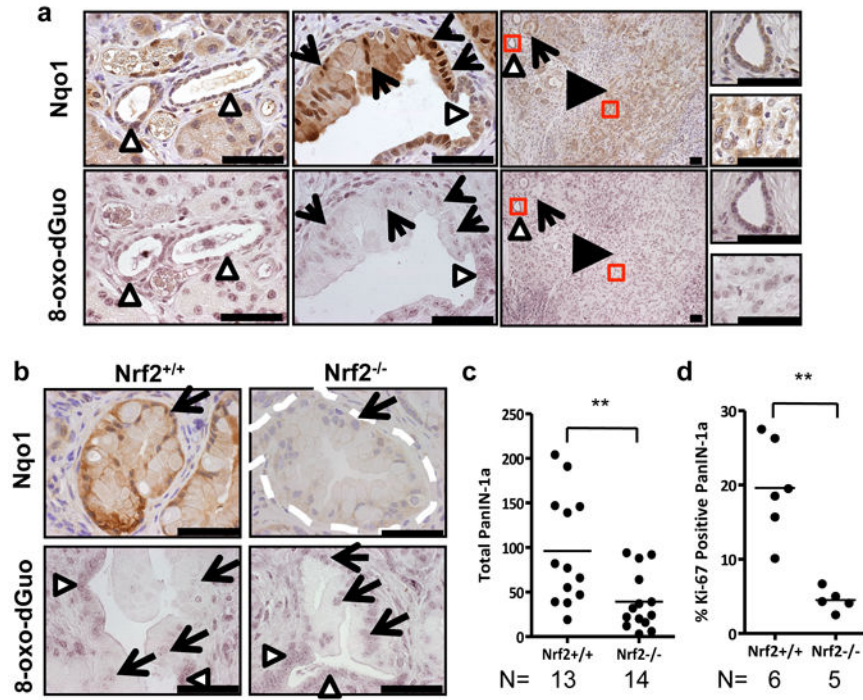 a
Nqo1
8-oxo-dGuo
b
Nrf2+/+
Nrf2-/-
Nqo1
8-oxo-dGuo
c
**
Total PanIN-1a
250
200
150
100
50
0
Nrf2+/+ Nrf2-/-
N= 13 14
d
**
% Ki-67 Positive PanIN-1a
30
20
10
0
Nrf2+/+ Nrf2-/-
N= 6 5